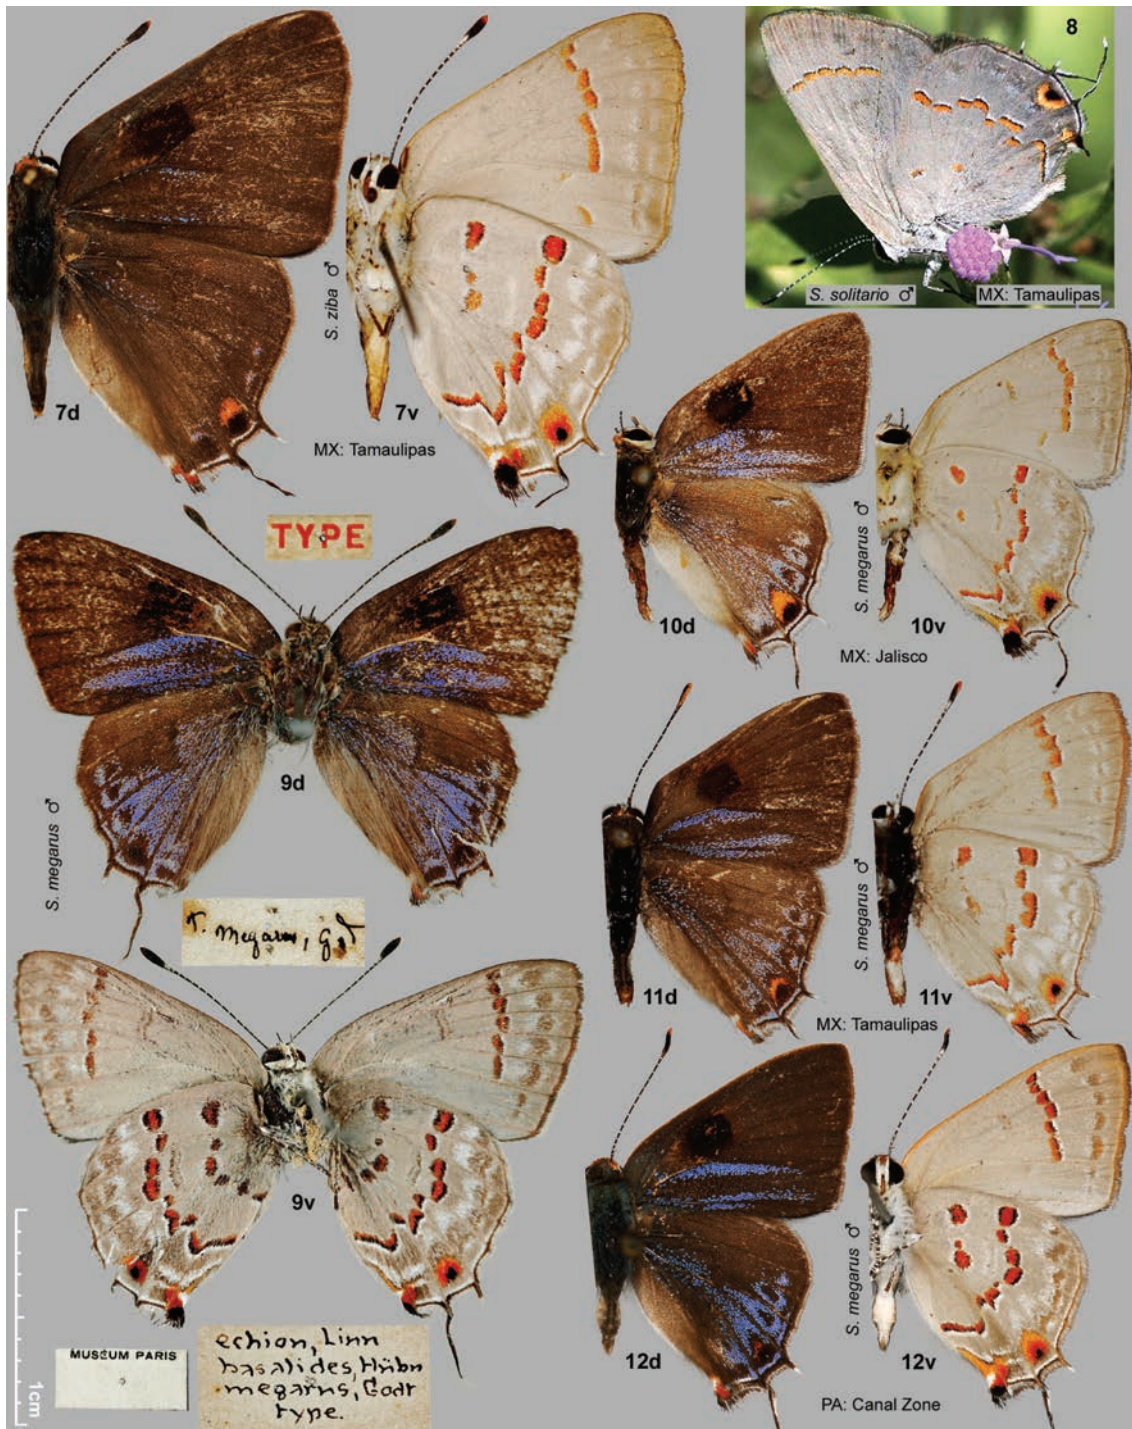 8
S. solitario ♂
MX: Tamaulipas
S. ziba ♂
7d
7v
MX: Tamaulipas
TYPE
S. megarus ♂
10d
10v
MX: Jalisco
9d
S. megarus ♂
T. megarus, Gd
S. megarus ♂
11d
11v
MX: Tamaulipas
9v
S. megarus ♂
12d
12v
PA: Canal Zone
1cm
MUSÉUM PARIS
echion, Linn
basalides, Hübn
megarus, Godt
type.